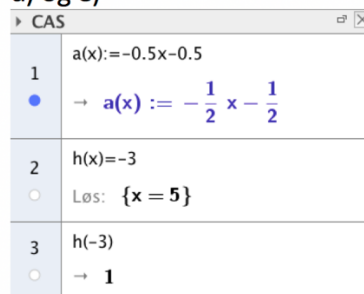 a) og b)
CAS
1
a(x):=-0.5x-0.5
→ a(x) := - 1/2 x - 1/2
2
h(x)=-3
Løs: {x = 5}
3
h(-3)
→ 1